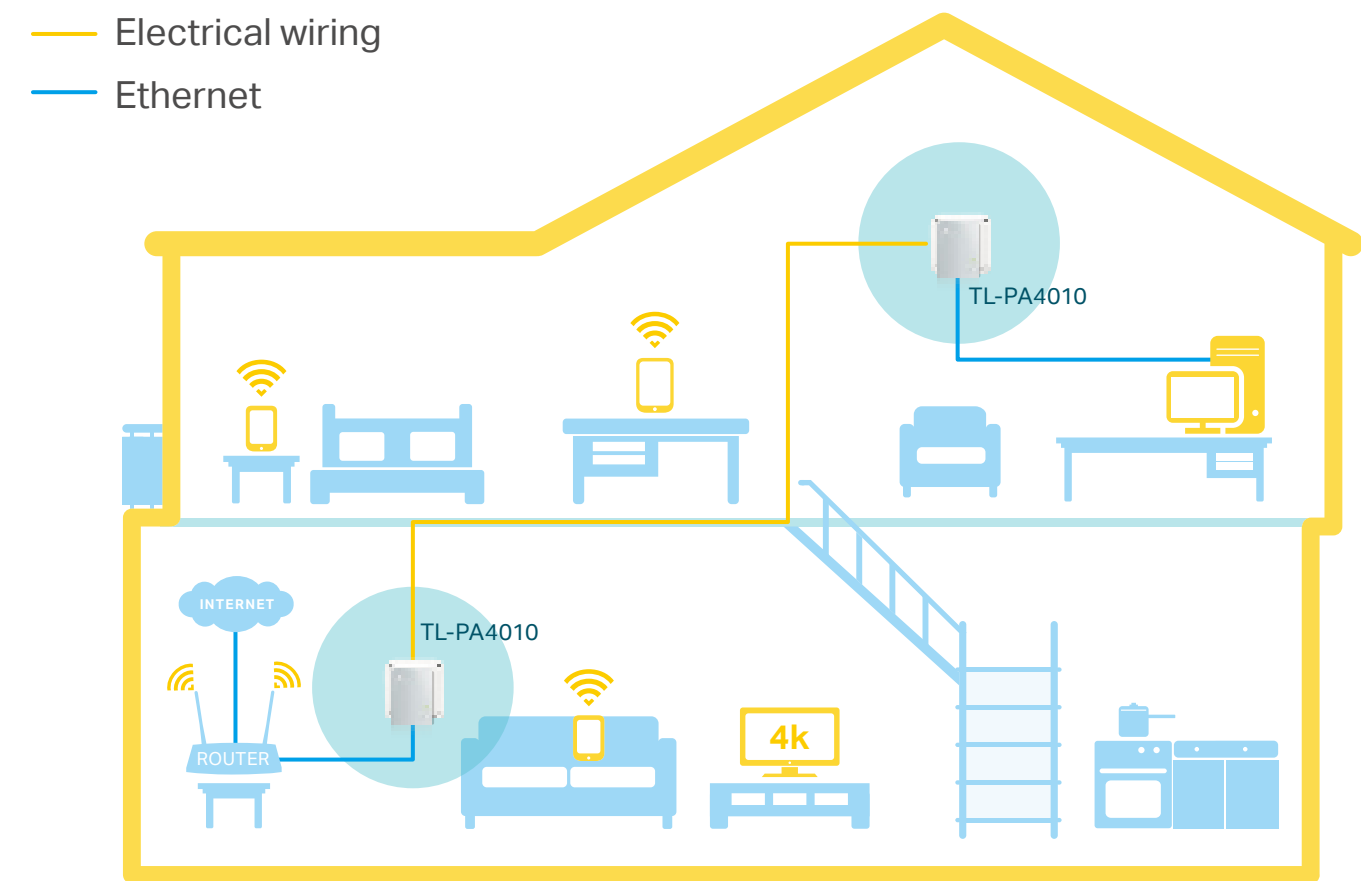 Electrical wiring
Ethernet
TL-PA4010
INTERNET
TL-PA4010
ROUTER
4k